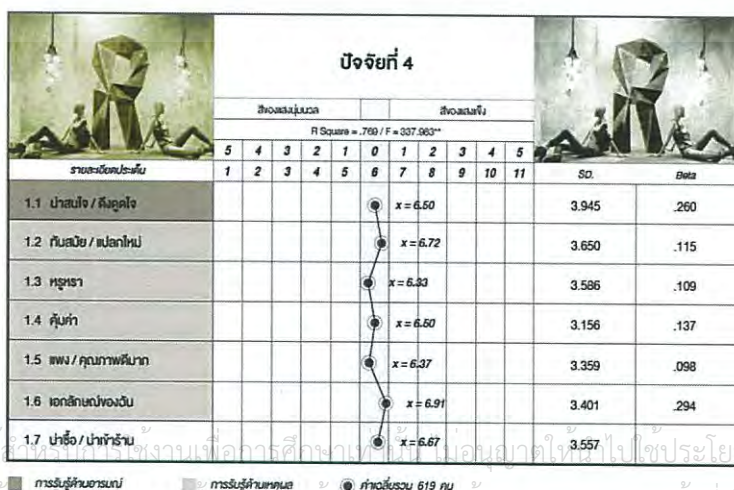 ปัจจัยที่ 4
สีของแสงนุ่มนวล สีของแสงแข็ง
R Square = .769 / F = 337.983**
5 4 3 2 1 0 1 2 3 4 5
รายละเอียดประเด็น 1 2 3 4 5 6 7 8 9 10 11 SD. Beta
1.1 น่าสนใจ / ดึงดูดใจ x = 6.50 3.945 .260
1.2 ทันสมัย / แปลกใหม่ x = 6.72 3.650 .115
1.3 หรูหรา x = 6.33 3.586 .109
1.4 คุ้มค่า x = 6.50 3.156 .137
1.5 แพง / คุณภาพดีมาก x = 6.37 3.359 .098
1.6 เอกลักษณ์ของฉัน x = 6.91 3.401 .294
1.7 น่าซื้อ / น่าเข้าร้าน x = 6.67 3.557
สำหรับการใช้งานเพื่อการศึกษาเท่านั้น ไม่อนุญาตให้นำไปใช้ประโย
การรับรู้ด้านอารมณ์ การรับรู้ด้านเหตุผล ค่าเฉลี่ยรวม 619 คน